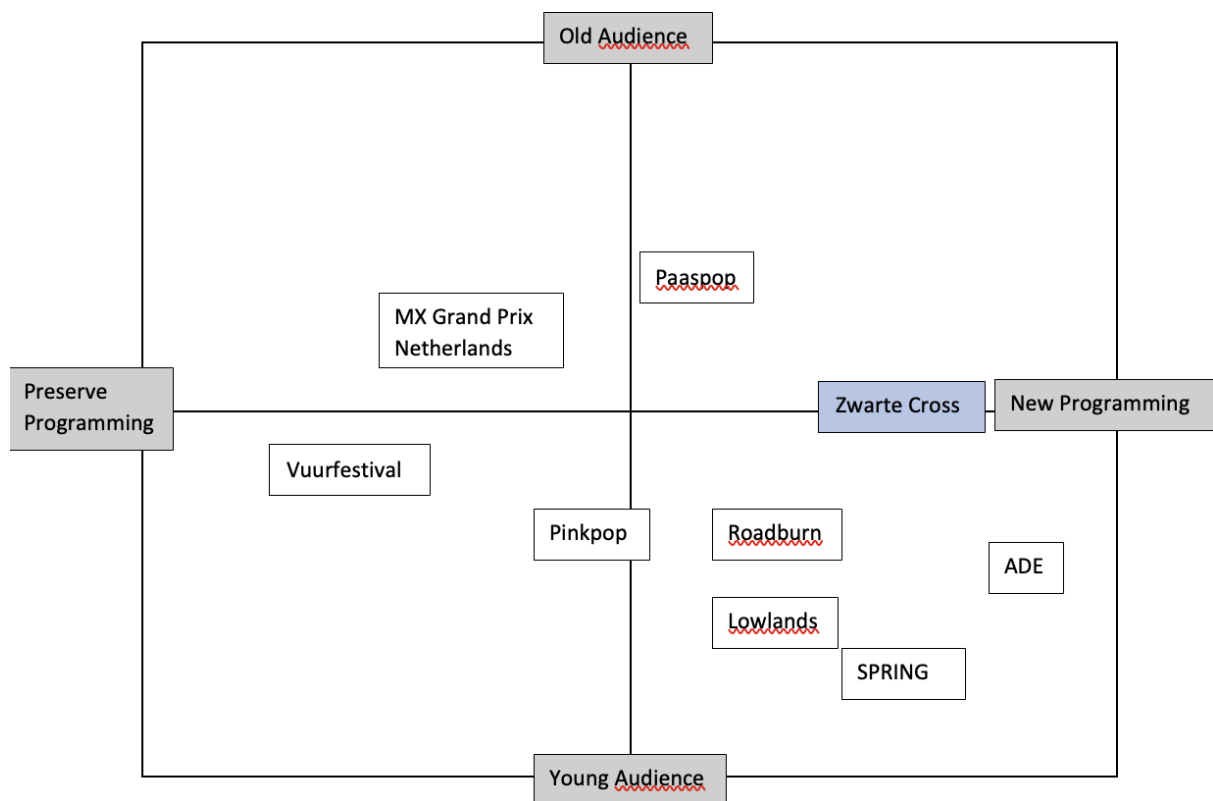 Old Audience
Paaspop
MX Grand Prix
Netherlands
Preserve
Programming
Zwarte Cross
New Programming
Vuurfestival
Pinkpop
Roadburn
ADE
Lowlands
SPRING
Young Audience